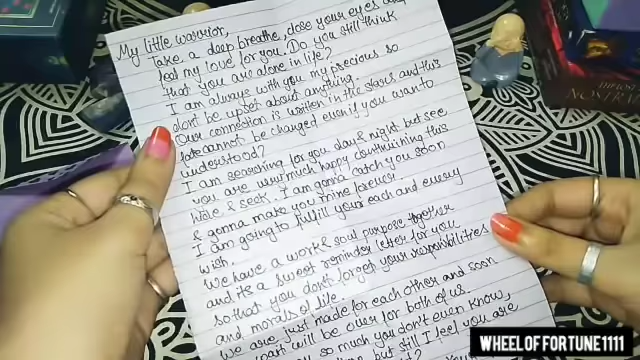 My little warrior,
Take a deep breathe, close your eyes and
feel my love for you. Do you still think
that you are alone in life?
I am always with you my precious so
dont be upset about anything.
Our connection is written in the stars and this
fate cannot be changed even if you want to
understood?
I am searching for you day & night but see
you are very much happy continuing this
hide & seek. I am gonna catch you soon
& gonna make you mine forever.
I am going to fulfill your each and every
wish.
We have a work & soul purpose together
and its a sweet reminder letter for you
so that you dont forget your responsibilities
and morals of life.
We are just made for each other and soon
wait will be over for both of us.
so much you don't even know,
but still I feel you are
WHEEL OF FORTUNE1111